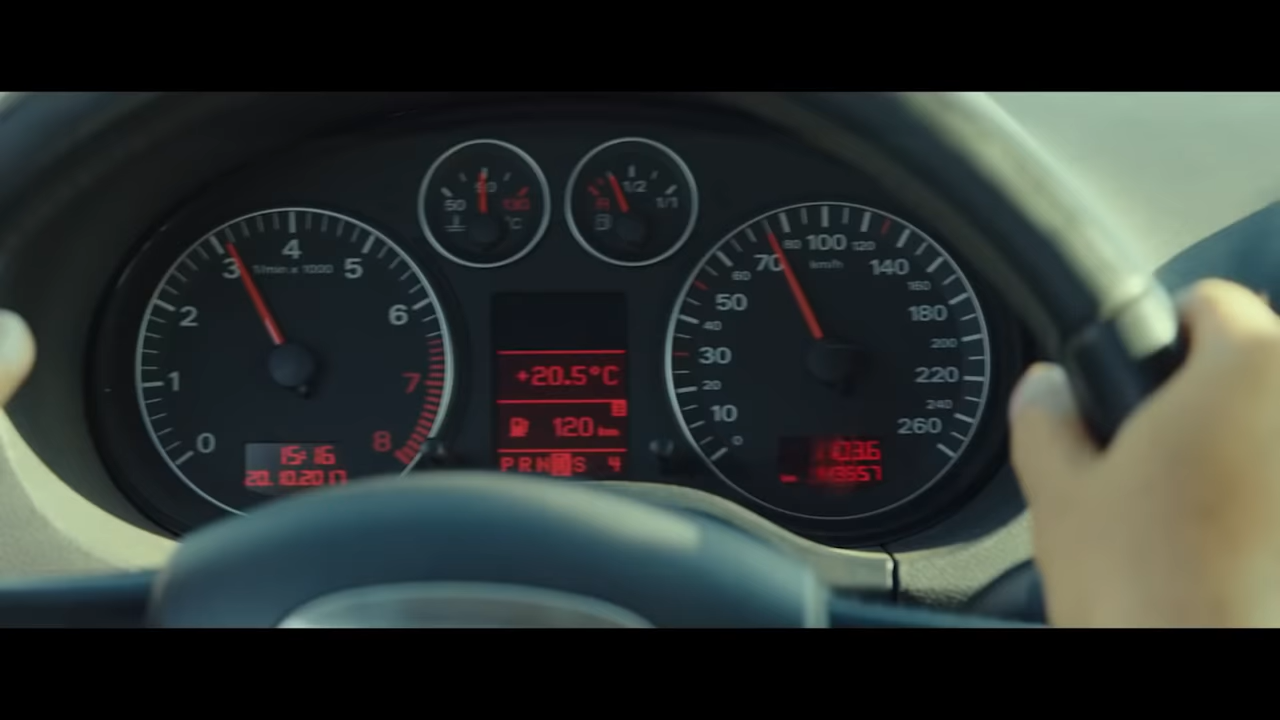 50 90 130
°C
R 1/2 1/1
0 1 2 3 4 5 6 7 8
1/min x 1000
15:16
20.10.2017
+20.5°C
120 km
P R N D S 4
0 10 20 30 40 50 60 70 80 100 120 140 160 180 200 220 240 260
km/h